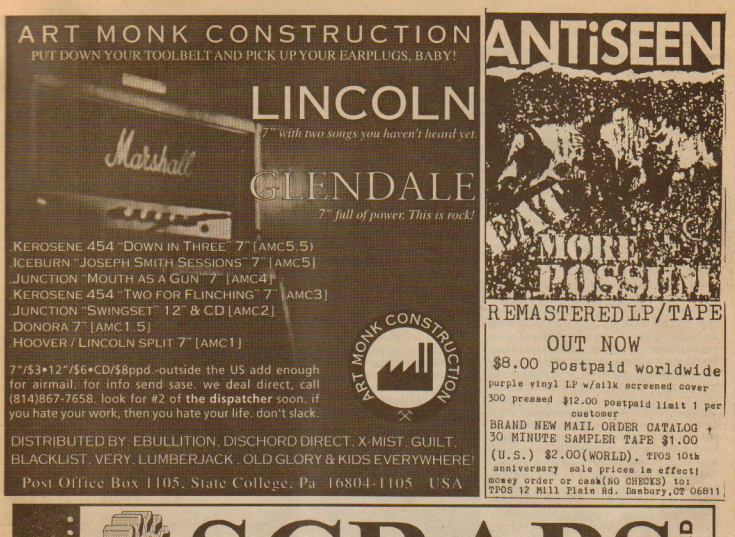 ART MONK CONSTRUCTION
PUT DOWN YOUR TOOLBELT AND PICK UP YOUR EARPLUGS, BABY!
LINCOLN
7" with two songs you haven't heard yet.
Marshall
GLENDALE
7" full of power. This is rock!
.KEROSENE 454 "DOWN IN THREE" 7" [AMC5.5)
.ICEBURN "JOSEPH SMITH SESSIONS" 7" [AMC5]
.JUNCTION "MOUTH AS A GUN" 7" [AMC4]
.KEROSENE 454 "TWO FOR FLINCHING" 7" [AMC3]
.JUNCTION "SWINGSET" 12" & CD [AMC2]
.DONORA 7" [AMC1.5]
.HOOVER / LINCOLN SPLIT 7" [AMC1]
ART MONK CONSTRUCTION
7"/$3•12"/$6•CD/$8ppd.-outside the US add enough
for airmail. for info send sase. we deal direct, call
(814)867-7658. look for #2 of the dispatcher soon. if
you hate your work, then you hate your life. don't slack.
DISTRIBUTED BY: EBULLITION, DISCHORD DIRECT, X-MIST, GUILT,
BLACKLIST, VERY, LUMBERJACK , OLD GLORY & KIDS EVERYWHERE!
Post Office Box 1105, State College, Pa 16804-1105 USA
ANTiSEEN
EAT
MORE
POSSUM
REMASTERED LP/TAPE
OUT NOW
$8.00 postpaid worldwide
purple vinyl LP w/silk screened cover
300 pressed $12.00 postpaid limit 1 per
customer
BRAND NEW MAIL ORDER CATALOG +
30 MINUTE SAMPLER TAPE $1.00
(U.S.) $2.00(WORLD). TPOS 10th
anniversary sale prices in effect!
money order or cash(NO CHECKS) to:
TPOS 12 Mill Plain Rd. Danbury,CT 06811
SCRAPS